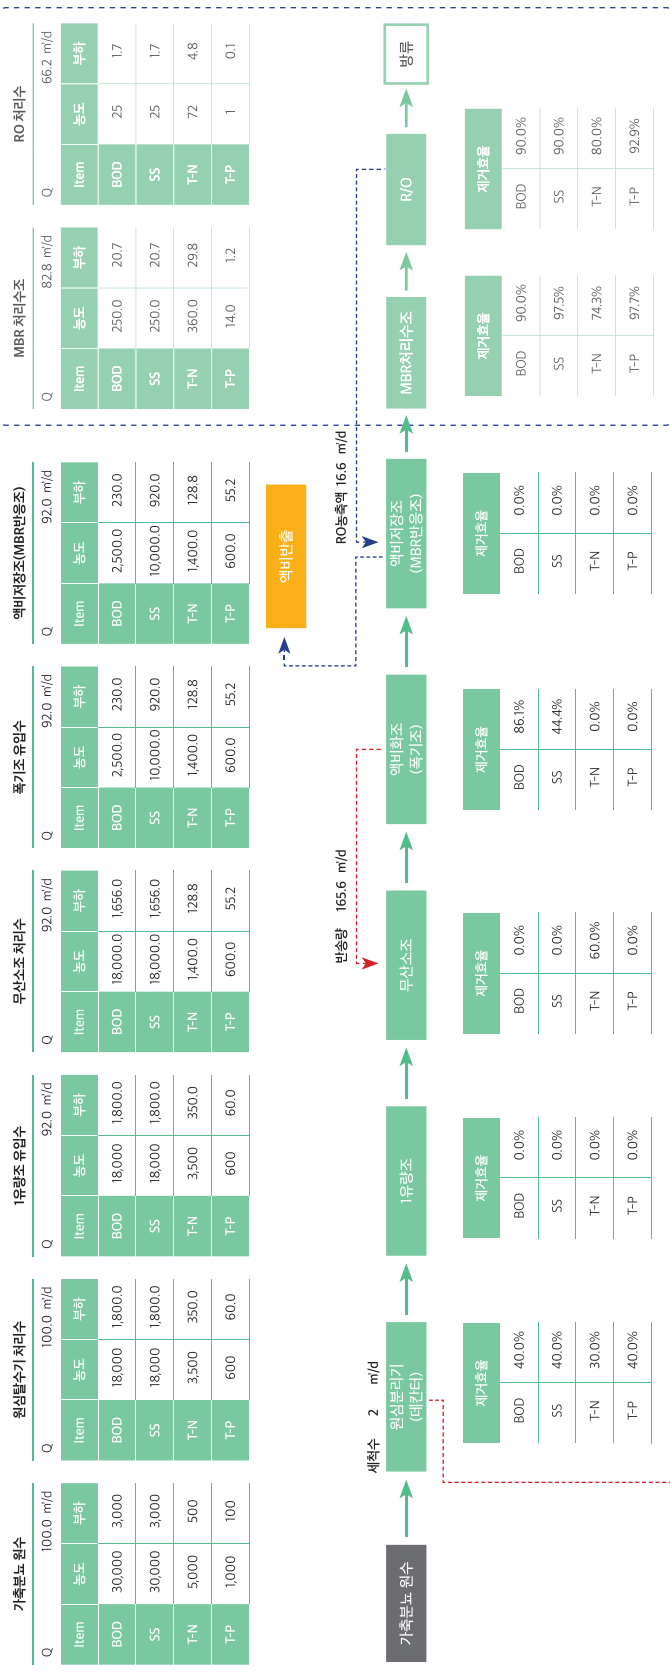 가축분뇨 원수
Q 100.0 ㎥/d
Item 농도 부하
BOD 30,000 3,000
SS 30,000 3,000
T-N 5,000 500
T-P 1,000 100
원심탈수기 처리수
Q 100.0 ㎥/d
Item 농도 부하
BOD 18,000 1,800.0
SS 18,000 1,800.0
T-N 3,500 350.0
T-P 600 60.0
1유량조 유입수
Q 92.0 ㎥/d
Item 농도 부하
BOD 18,000 1,800.0
SS 18,000 1,800.0
T-N 3,500 350.0
T-P 600 60.0
무산소조 처리수
Q 92.0 ㎥/d
Item 농도 부하
BOD 18,000.0 1,656.0
SS 18,000.0 1,656.0
T-N 1,400.0 128.8
T-P 600.0 55.2
폭기조 유입수
Q 92.0 ㎥/d
Item 농도 부하
BOD 2,500.0 230.0
SS 10,000.0 920.0
T-N 1,400.0 128.8
T-P 600.0 55.2
액비저장조(MBR반응조)
Q 92.0 ㎥/d
Item 농도 부하
BOD 2,500.0 230.0
SS 10,000.0 920.0
T-N 1,400.0 128.8
T-P 600.0 55.2
MBR 처리수조
Q 82.8 ㎥/d
Item 농도 부하
BOD 250.0 20.7
SS 250.0 20.7
T-N 360.0 29.8
T-P 14.0 1.2
RO 처리수
Q 66.2 ㎥/d
Item 농도 부하
BOD 25 1.7
SS 25 1.7
T-N 72 4.8
T-P 1 0.1
액비반출
세척수 2 ㎥/d
반송량 165.6 ㎥/d
RO농축액 16.6 ㎥/d
가축분뇨 원수
원심분리기
(데칸터)
1유량조
무산소조
액비화조
(폭기조)
액비저장조
(MBR반응조)
MBR처리수조
R/O
방류
제거효율
BOD 40.0%
SS 40.0%
T-N 30.0%
T-P 40.0%
제거효율
BOD 0.0%
SS 0.0%
T-N 0.0%
T-P 0.0%
제거효율
BOD 0.0%
SS 0.0%
T-N 60.0%
T-P 0.0%
제거효율
BOD 86.1%
SS 44.4%
T-N 0.0%
T-P 0.0%
제거효율
BOD 0.0%
SS 0.0%
T-N 0.0%
T-P 0.0%
제거효율
BOD 90.0%
SS 97.5%
T-N 74.3%
T-P 97.7%
제거효율
BOD 90.0%
SS 90.0%
T-N 80.0%
T-P 92.9%